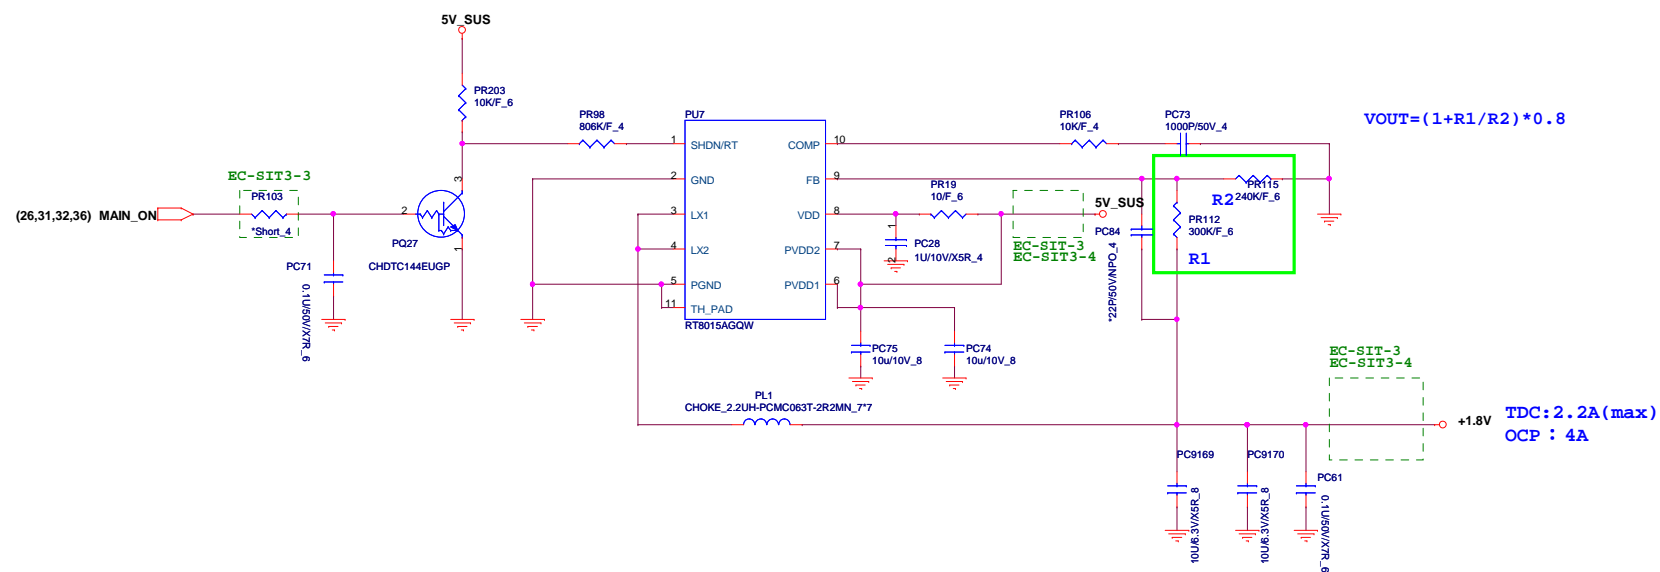 5V_SUS
PR203
10K/F_6
PR98
806K/F_4
PU7
PR106
10K/F_4
PC73
1000P/50V_4
VOUT=(1+R1/R2)*0.8
1
SHDN/RT
COMP
10
EC-SIT3-3
PR103
3
2
GND
FB
9
PR19
10/F_6
5V_SUS
R2
PR115
240K/F_6
(26,31,32,36) MAIN_ON
*Short_4
2
3
LX1
VDD
8
PQ27
1
CHDTC144EUGP
4
LX2
PVDD2
7
1
PC28
1U/10V/X5R_4
2
EC-SIT-3
EC-SIT3-4
PC84
*22P/50V/NPO_4
PR112
300K/F_6
R1
PC71
0.1U/50V/X7R_6
5
PGND
PVDD1
6
11
TH_PAD
RT8015AGQW
PC75
10u/10V_8
PC74
10u/10V_8
EC-SIT-3
EC-SIT3-4
PL1
CHOKE_2.2UH-PCMC063T-2R2MN_7*7
+1.8V
TDC:2.2A(max)
OCP : 4A
PC9169
10U/6.3V/X5R_8
PC9170
10U/6.3V/X5R_8
PC61
0.1U/50V/X7R_6